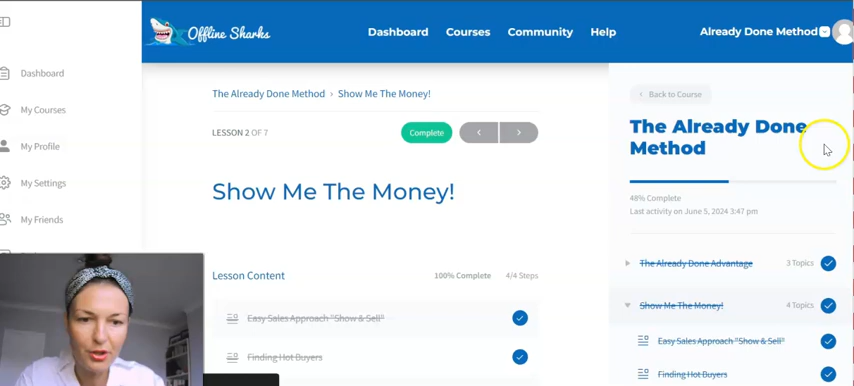 Offline Sharks
Dashboard Courses Community Help
Already Done Method
Dashboard
My Courses
My Profile
My Settings
My Friends
The Already Done Method › Show Me The Money!
LESSON 2 OF 7
Complete
Show Me The Money!
Lesson Content
100% Complete 4/4 Steps
Easy Sales Approach "Show & Sell"
Finding Hot Buyers
Back to Course
The Already Done
Method
48% Complete
Last activity on June 5, 2024 3:47 pm
The Already Done Advantage 3 Topics
Show Me The Money! 4 Topics
Easy Sales Approach "Show & Sell"
Finding Hot Buyers